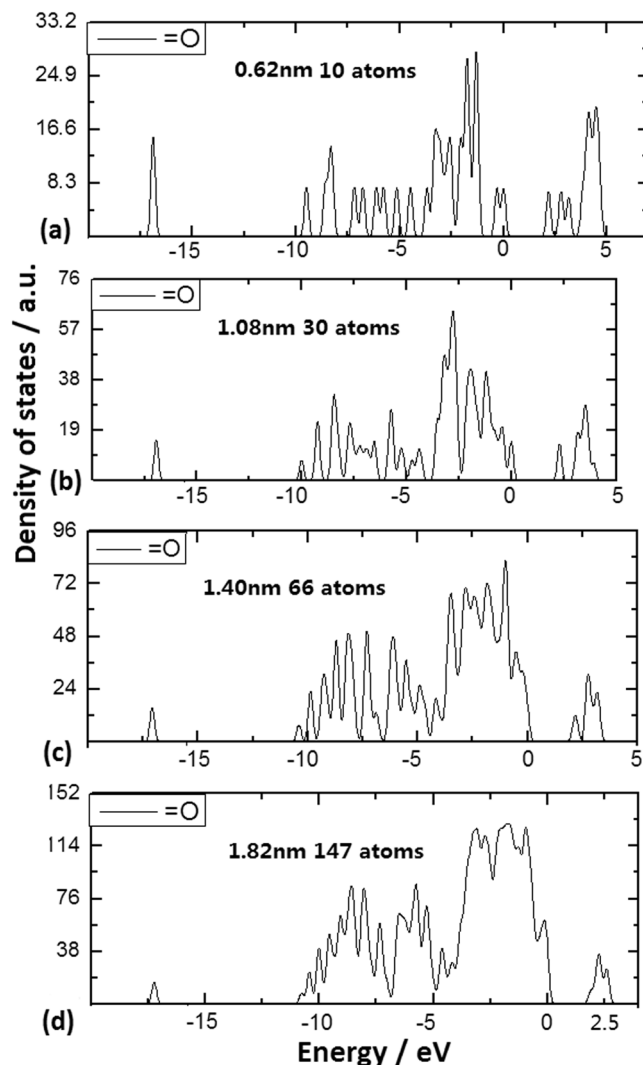 33.2
=O
0.62nm 10 atoms
24.9
16.6
8.3
(a)
-15 -10 -5 0 5
76
=O
1.08nm 30 atoms
57
38
19
(b)
-15 -10 -5 0 5
96
=O
1.40nm 66 atoms
72
48
24
(c)
-15 -10 -5 0 5
152
=O
1.82nm 147 atoms
114
76
38
(d)
-15 -10 -5 0 2.5
Density of states / a.u.
Energy / eV